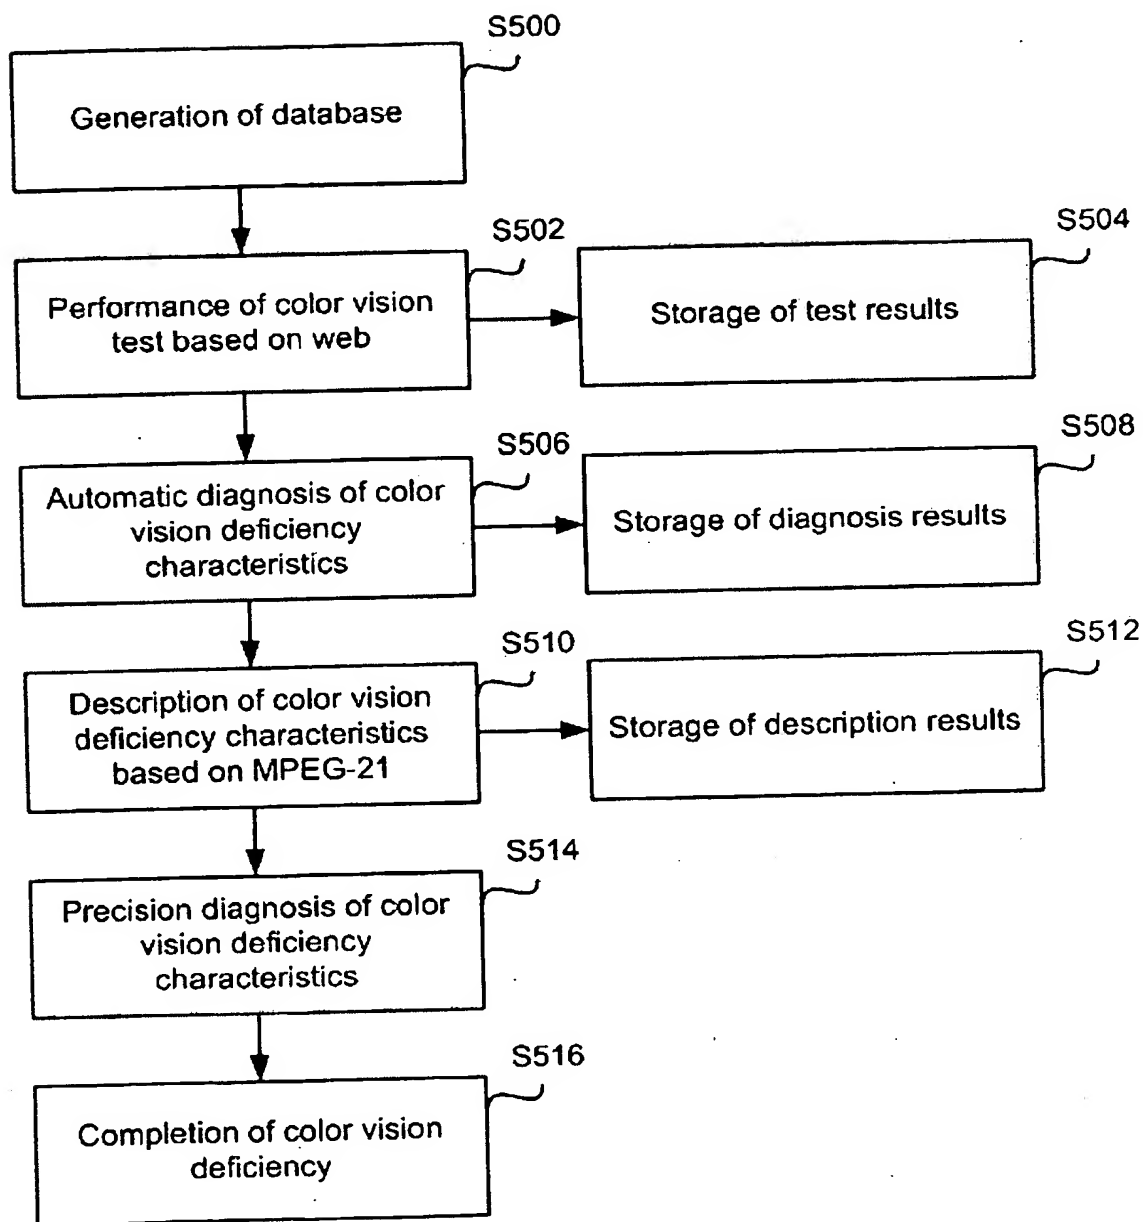 S500
Generation of database
S502
Performance of color vision
test based on web
S504
Storage of test results
S506
Automatic diagnosis of color
vision deficiency
characteristics
S508
Storage of diagnosis results
S510
Description of color vision
deficiency characteristics
based on MPEG-21
S512
Storage of description results
S514
Precision diagnosis of color
vision deficiency
characteristics
S516
Completion of color vision
deficiency